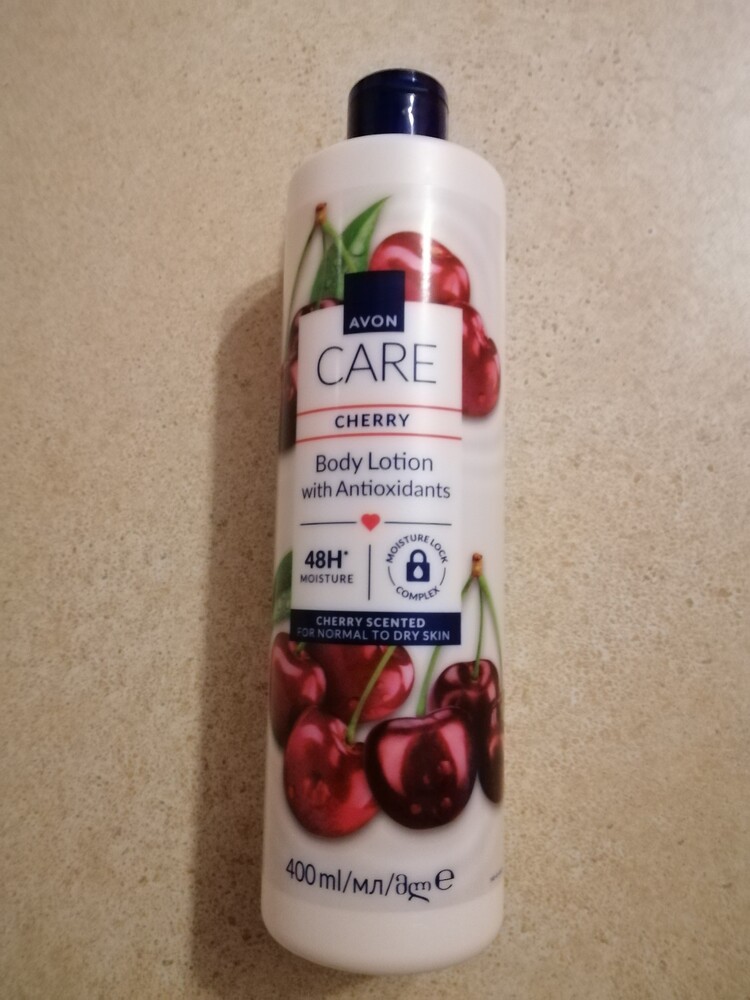 AVON
CARE
CHERRY
Body Lotion
with Antioxidants
48H*
MOISTURE
MOISTURE LOCK
COMPLEX
CHERRY SCENTED
FOR NORMAL TO DRY SKIN
400 ml/мл/მლ ℮